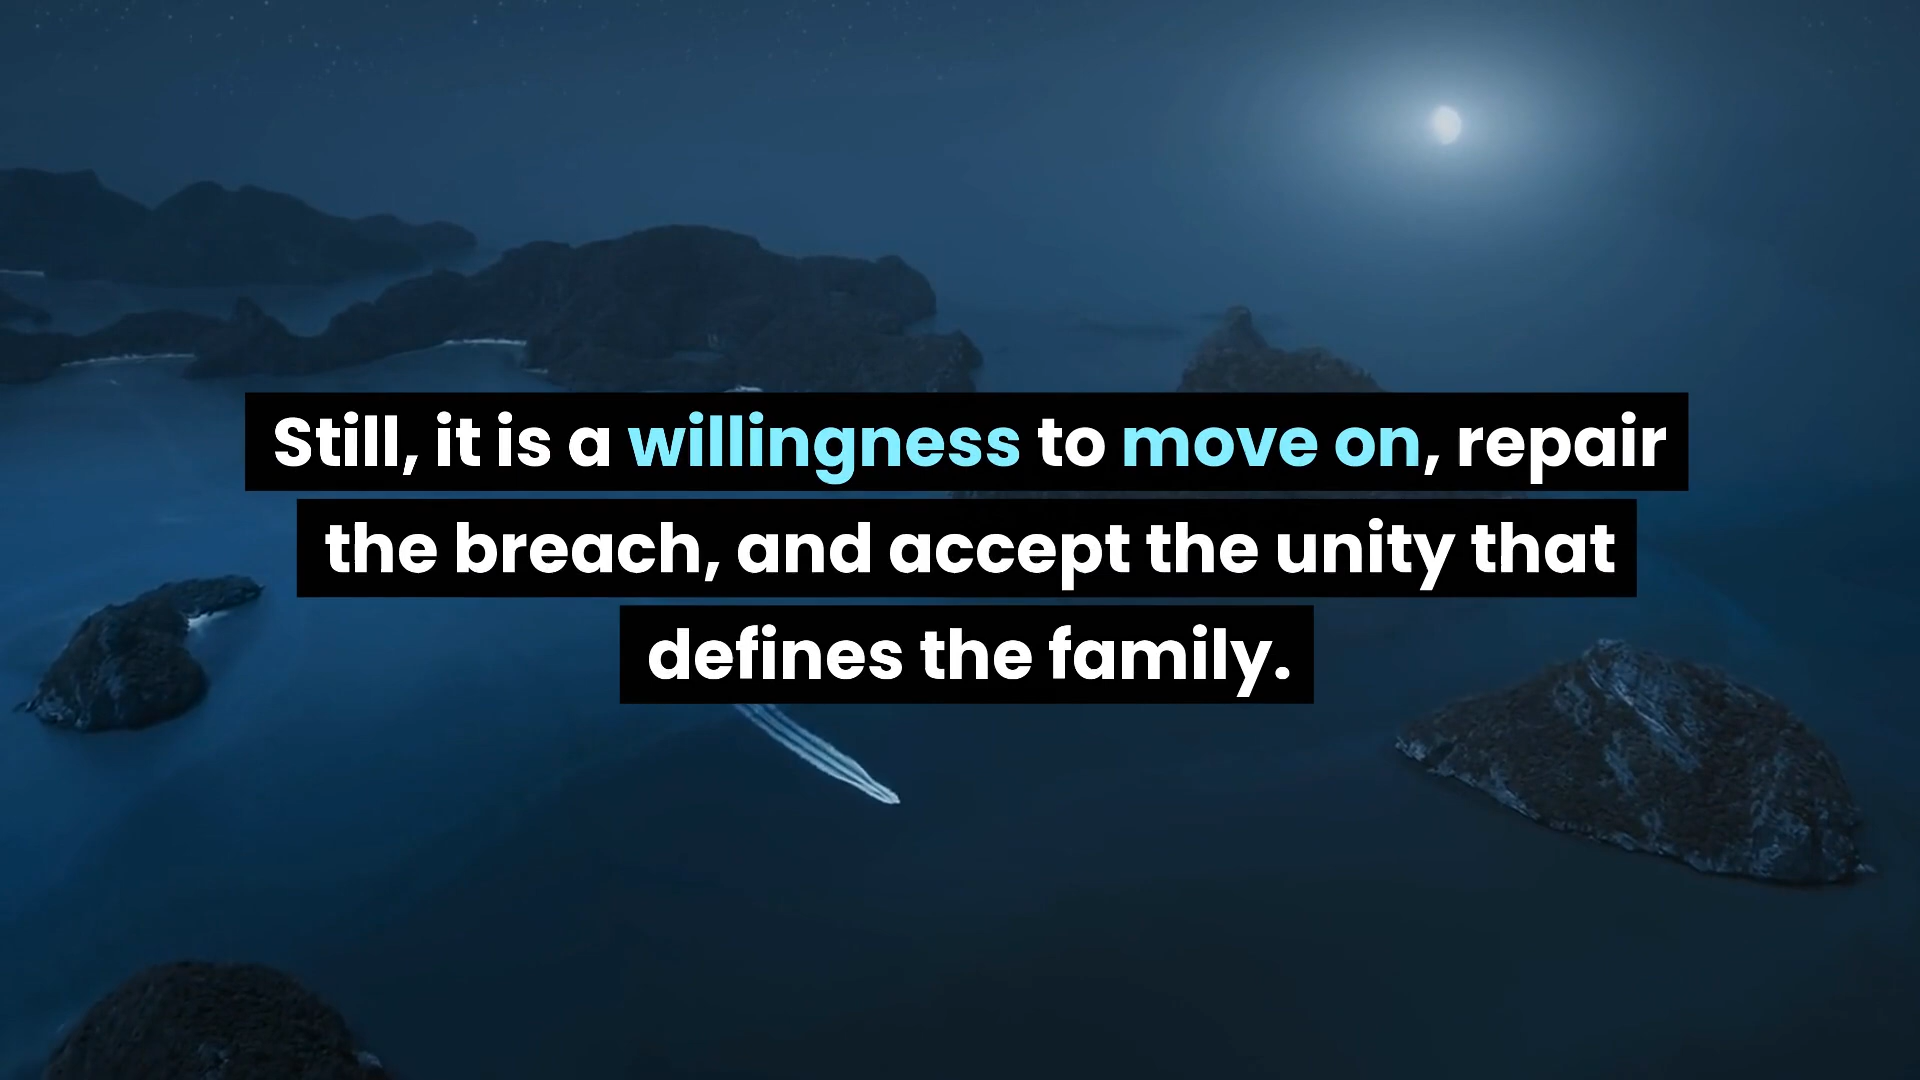 Still, it is a willingness to move on, repair
the breach, and accept the unity that
defines the family.